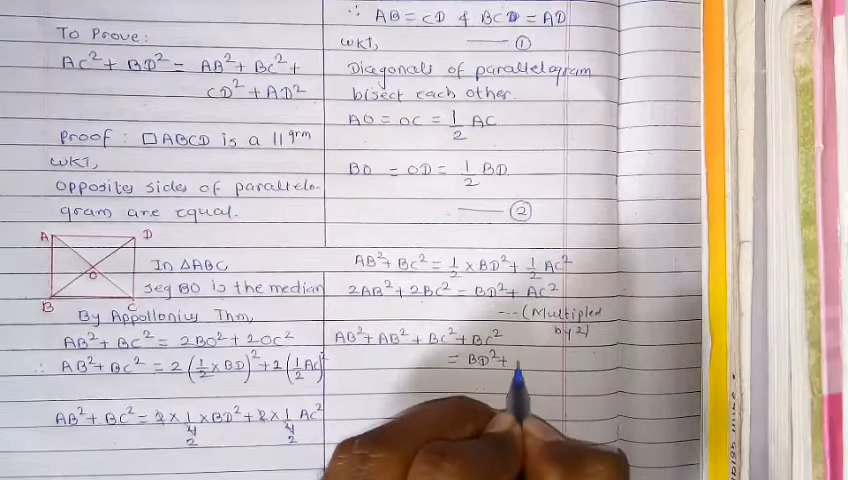 To Prove:
AC² + BD² = AB² + BC² +
CD² + AD²
Proof : □ABCD is a ||grm
WKT,
opposite sides of parallelo-
gram are equal.
A
D
O
B
C
In ΔABC
seg BO is the median
By Appollonius Thm,
AB² + BC² = 2BO² + 2OC²
∴ AB² + BC² = 2(1/2 × BD)² + 2(1/2 AC)²
AB² + BC² = 2 × 1/4 × BD² + 2 × 1/4 AC²
2
2
∴ AB = CD & BC = AD
WKT, —— ①
Diagonals of parallelogram
bisect each other.
AO = OC = 1/2 AC
BO = OD = 1/2 BD
—— ②
AB² + BC² = 1/2 × BD² + 1/2 AC²
2AB² + 2BC² = BD² + AC²
--- (Multiplied
by 2)
AB² + AB² + BC² + BC²
= BD² +